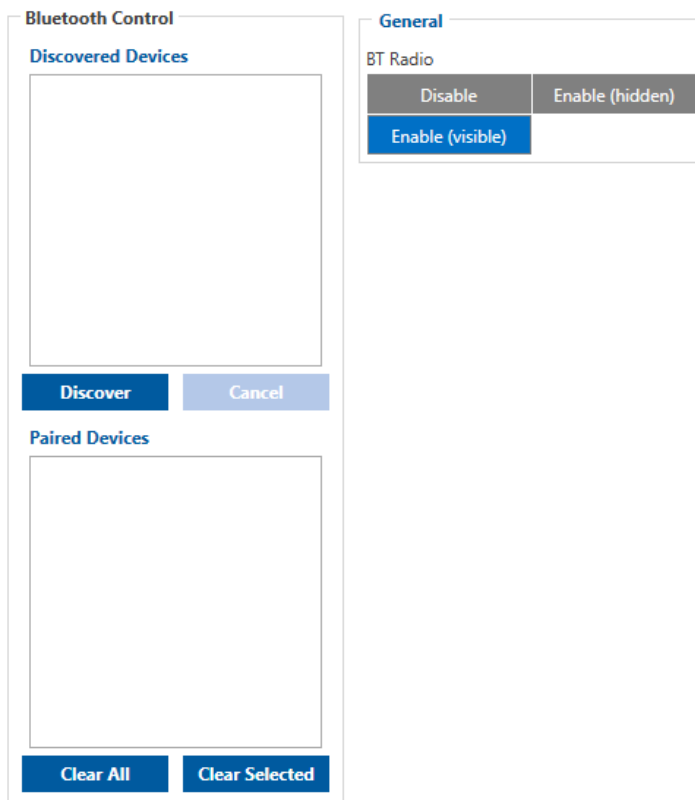 Bluetooth Control
Discovered Devices
Discover Cancel
Paired Devices
Clear All Clear Selected
General
BT Radio
Disable Enable (hidden)
Enable (visible)